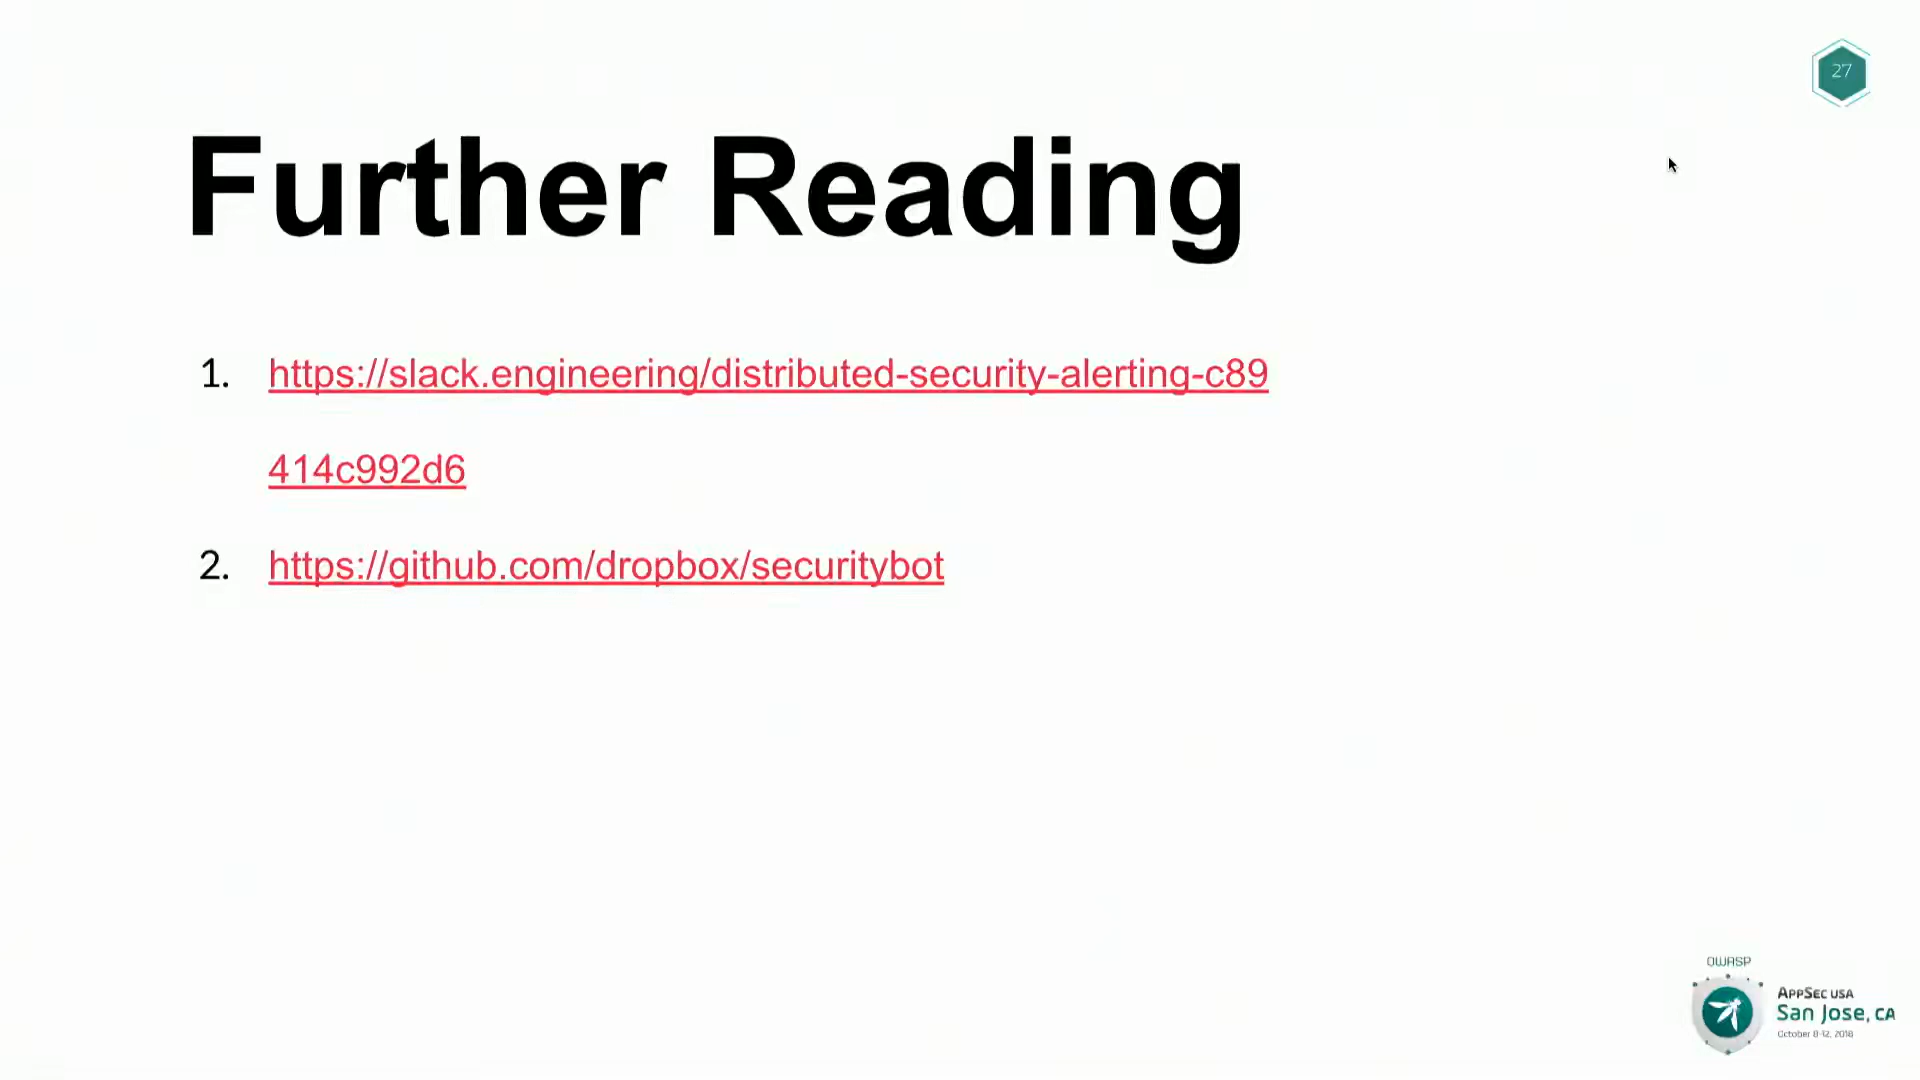 27
Further Reading
1. https://slack.engineering/distributed-security-alerting-c89
414c992d6
2. https://github.com/dropbox/securitybot
OWASP
AppSec USA
San Jose, CA
October 8-12, 2018